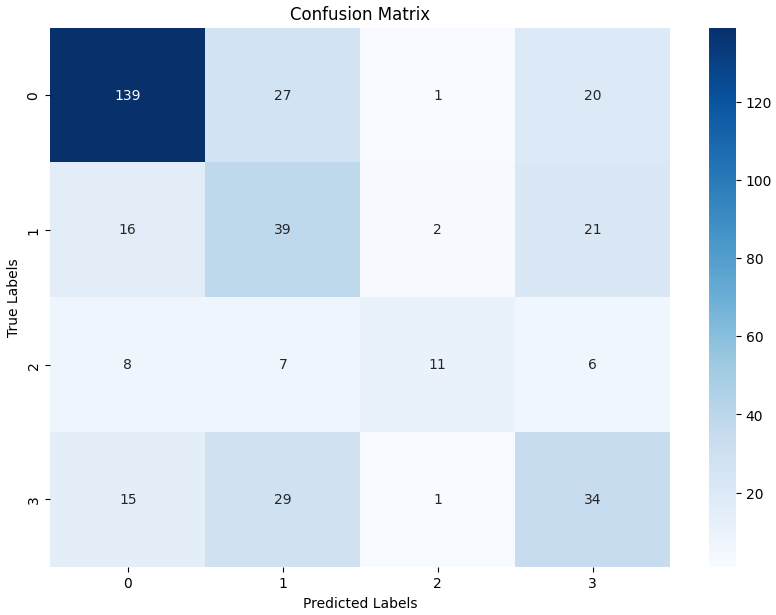 Confusion Matrix
0 139 27 1 20
1 16 39 2 21
2 8 7 11 6
3 15 29 1 34
0 1 2 3
Predicted Labels
True Labels
120
100
80
60
40
20